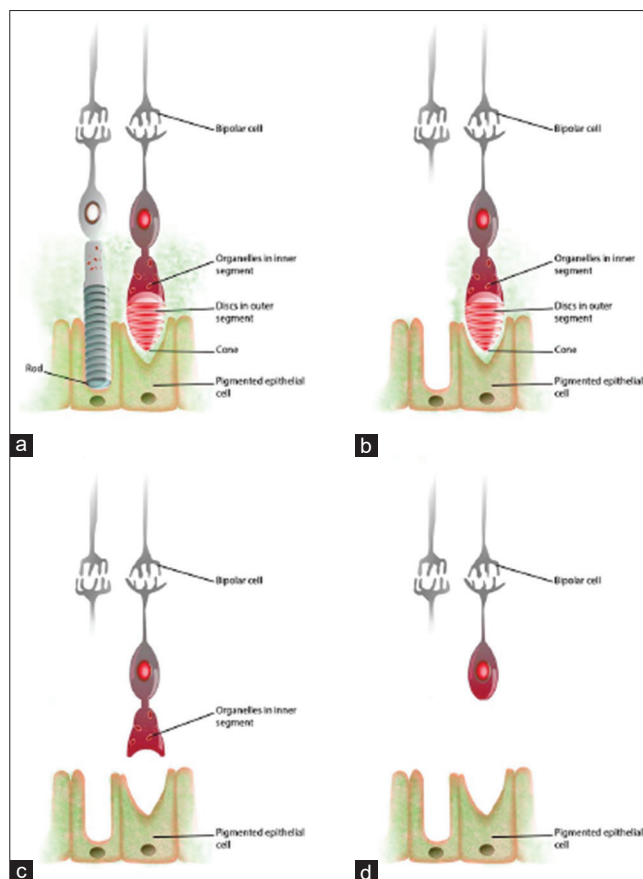 Bipolar cell
Organelles in inner
segment
Discs in outer
segment
Cone
Rod
Pigmented epithelial
cell
a
Bipolar cell
Organelles in inner
segment
Discs in outer
segment
Cone
Pigmented epithelial
cell
b
Bipolar cell
Organelles in inner
segment
Pigmented epithelial
cell
c
Bipolar cell
Pigmented epithelial
cell
d